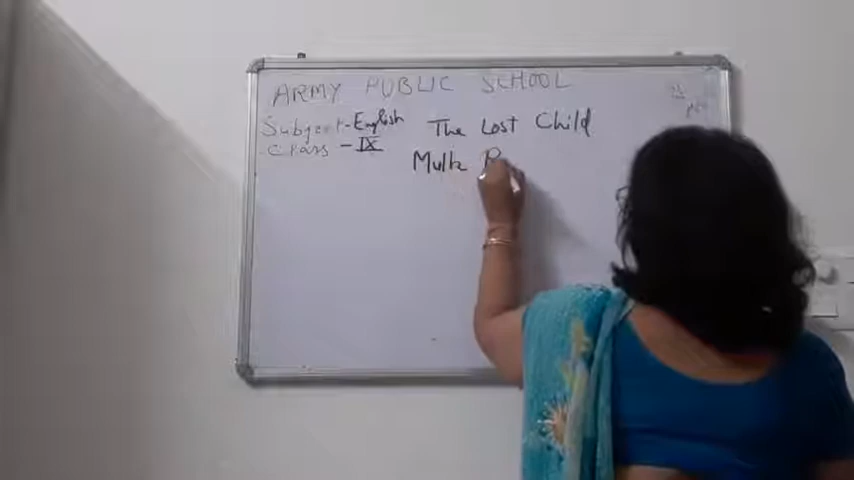 ARMY PUBLIC SCHOOL
Subject-English
The Lost Child
Class - IX
Mulk R